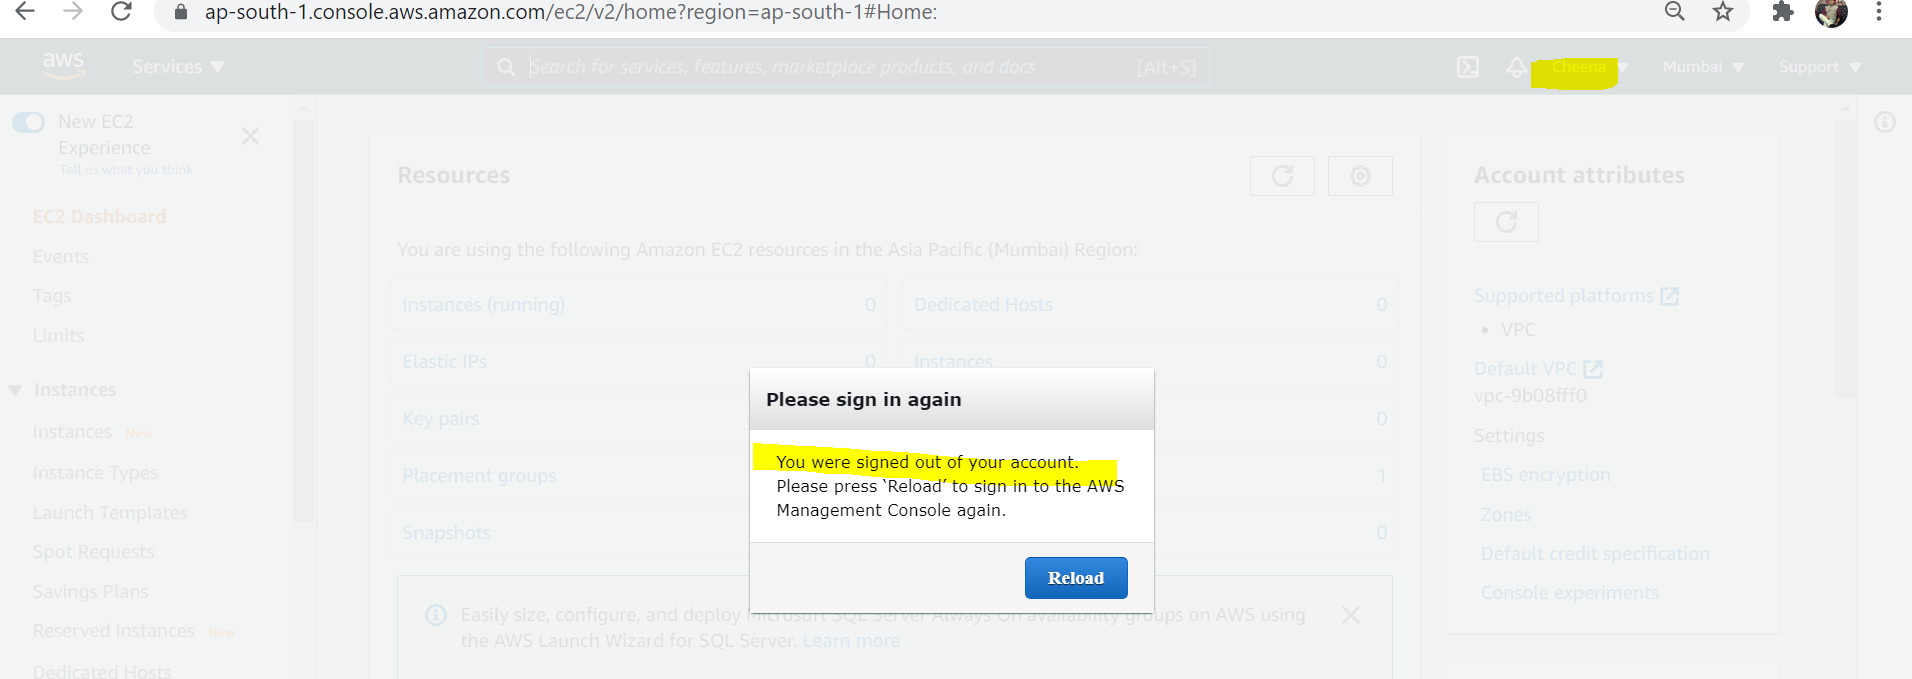 ap-south-1.console.aws.amazon.com/ec2/v2/home?region=ap-south-1#Home:
aws Services Search for services, features, marketplace products, and docs [Alt+S] Cheena Mumbai Support
New EC2
Experience
Tell us what you think
EC2 Dashboard
Events
Tags
Limits
Instances
Instances New
Instance Types
Launch Templates
Spot Requests
Savings Plans
Reserved Instances New
Dedicated Hosts
Resources
You are using the following Amazon EC2 resources in the Asia Pacific (Mumbai) Region:
Instances (running) 0 Dedicated Hosts 0
Elastic IPs 0 Instances 0
Key pairs 0
Placement groups 1
Snapshots 0
Easily size, configure, and deploy Microsoft SQL Server Always On availability groups on AWS using
the AWS Launch Wizard for SQL Server. Learn more
Please sign in again
You were signed out of your account.
Please press ‘Reload’ to sign in to the AWS
Management Console again.
Reload
Account attributes
Supported platforms
• VPC
Default VPC
vpc-9b08fff0
Settings
EBS encryption
Zones
Default credit specification
Console experiments